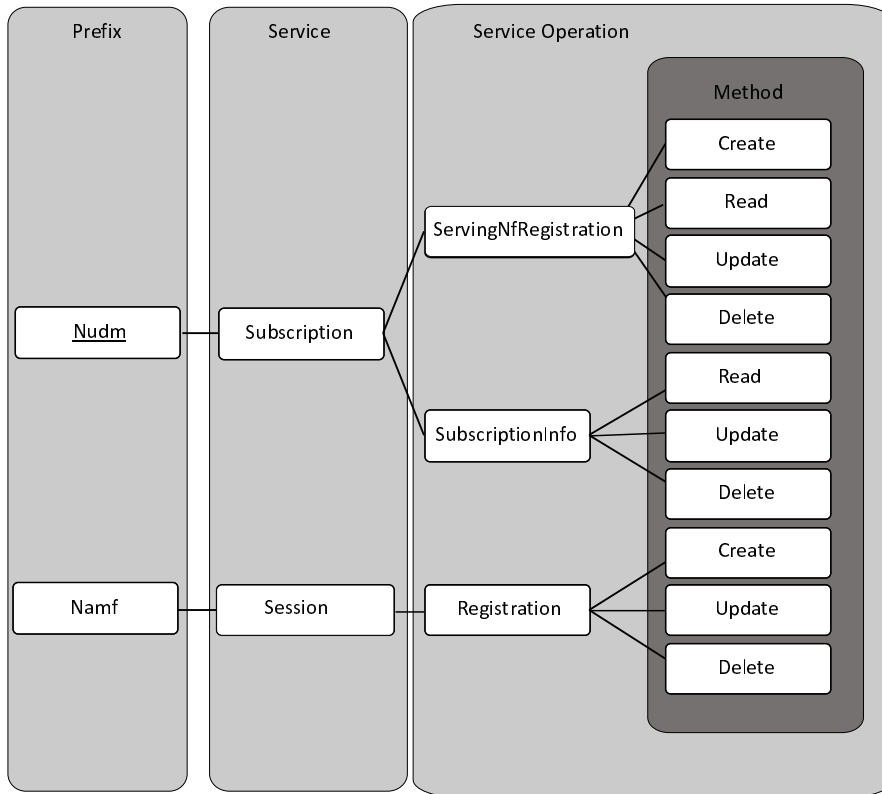 Prefix
Service
Service Operation
Method
Create
Read
ServingNfRegistration
Update
Delete
Nudm
Subscription
Read
SubscriptionInfo
Update
Delete
Create
Namf
Session
Registration
Update
Delete